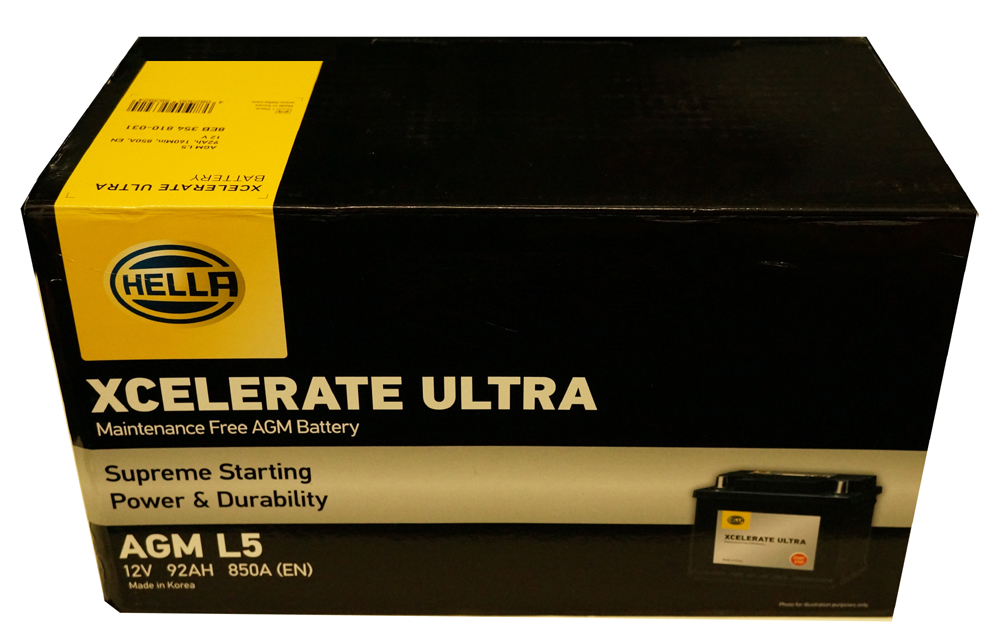 XCELERATE ULTRA
BATTERY
AGM L5
92Ah, 160Min, 850A, EN
12 V
8EB 354 810-031
HELLA
XCELERATE ULTRA
Maintenance Free AGM Battery
Supreme Starting
Power & Durability
AGM L5
12V 92AH 850A (EN)
Made in Korea
XCELERATE ULTRA
Photo for illustration purposes only